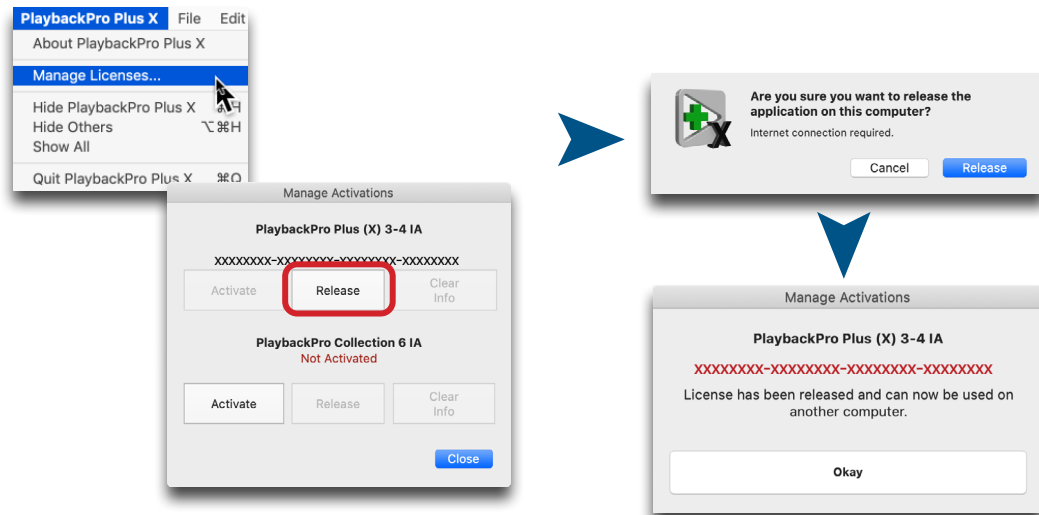 PlaybackPro Plus X File Edit
About PlaybackPro Plus X
Manage Licenses...
Hide PlaybackPro Plus X ⌘H
Hide Others ⌥⌘H
Show All
Quit PlaybackPro Plus X ⌘Q
Manage Activations
PlaybackPro Plus (X) 3-4 IA
XXXXXXXX-XXXXXXXX-XXXXXXXX-XXXXXXXX
Activate Release Clear
Info
PlaybackPro Collection 6 IA
Not Activated
Activate Release Clear
Info
Close
Are you sure you want to release the
application on this computer?
Internet connection required.
Cancel Release
Manage Activations
PlaybackPro Plus (X) 3-4 IA
XXXXXXXX-XXXXXXXX-XXXXXXXX-XXXXXXXX
License has been released and can now be used on
another computer.
Okay